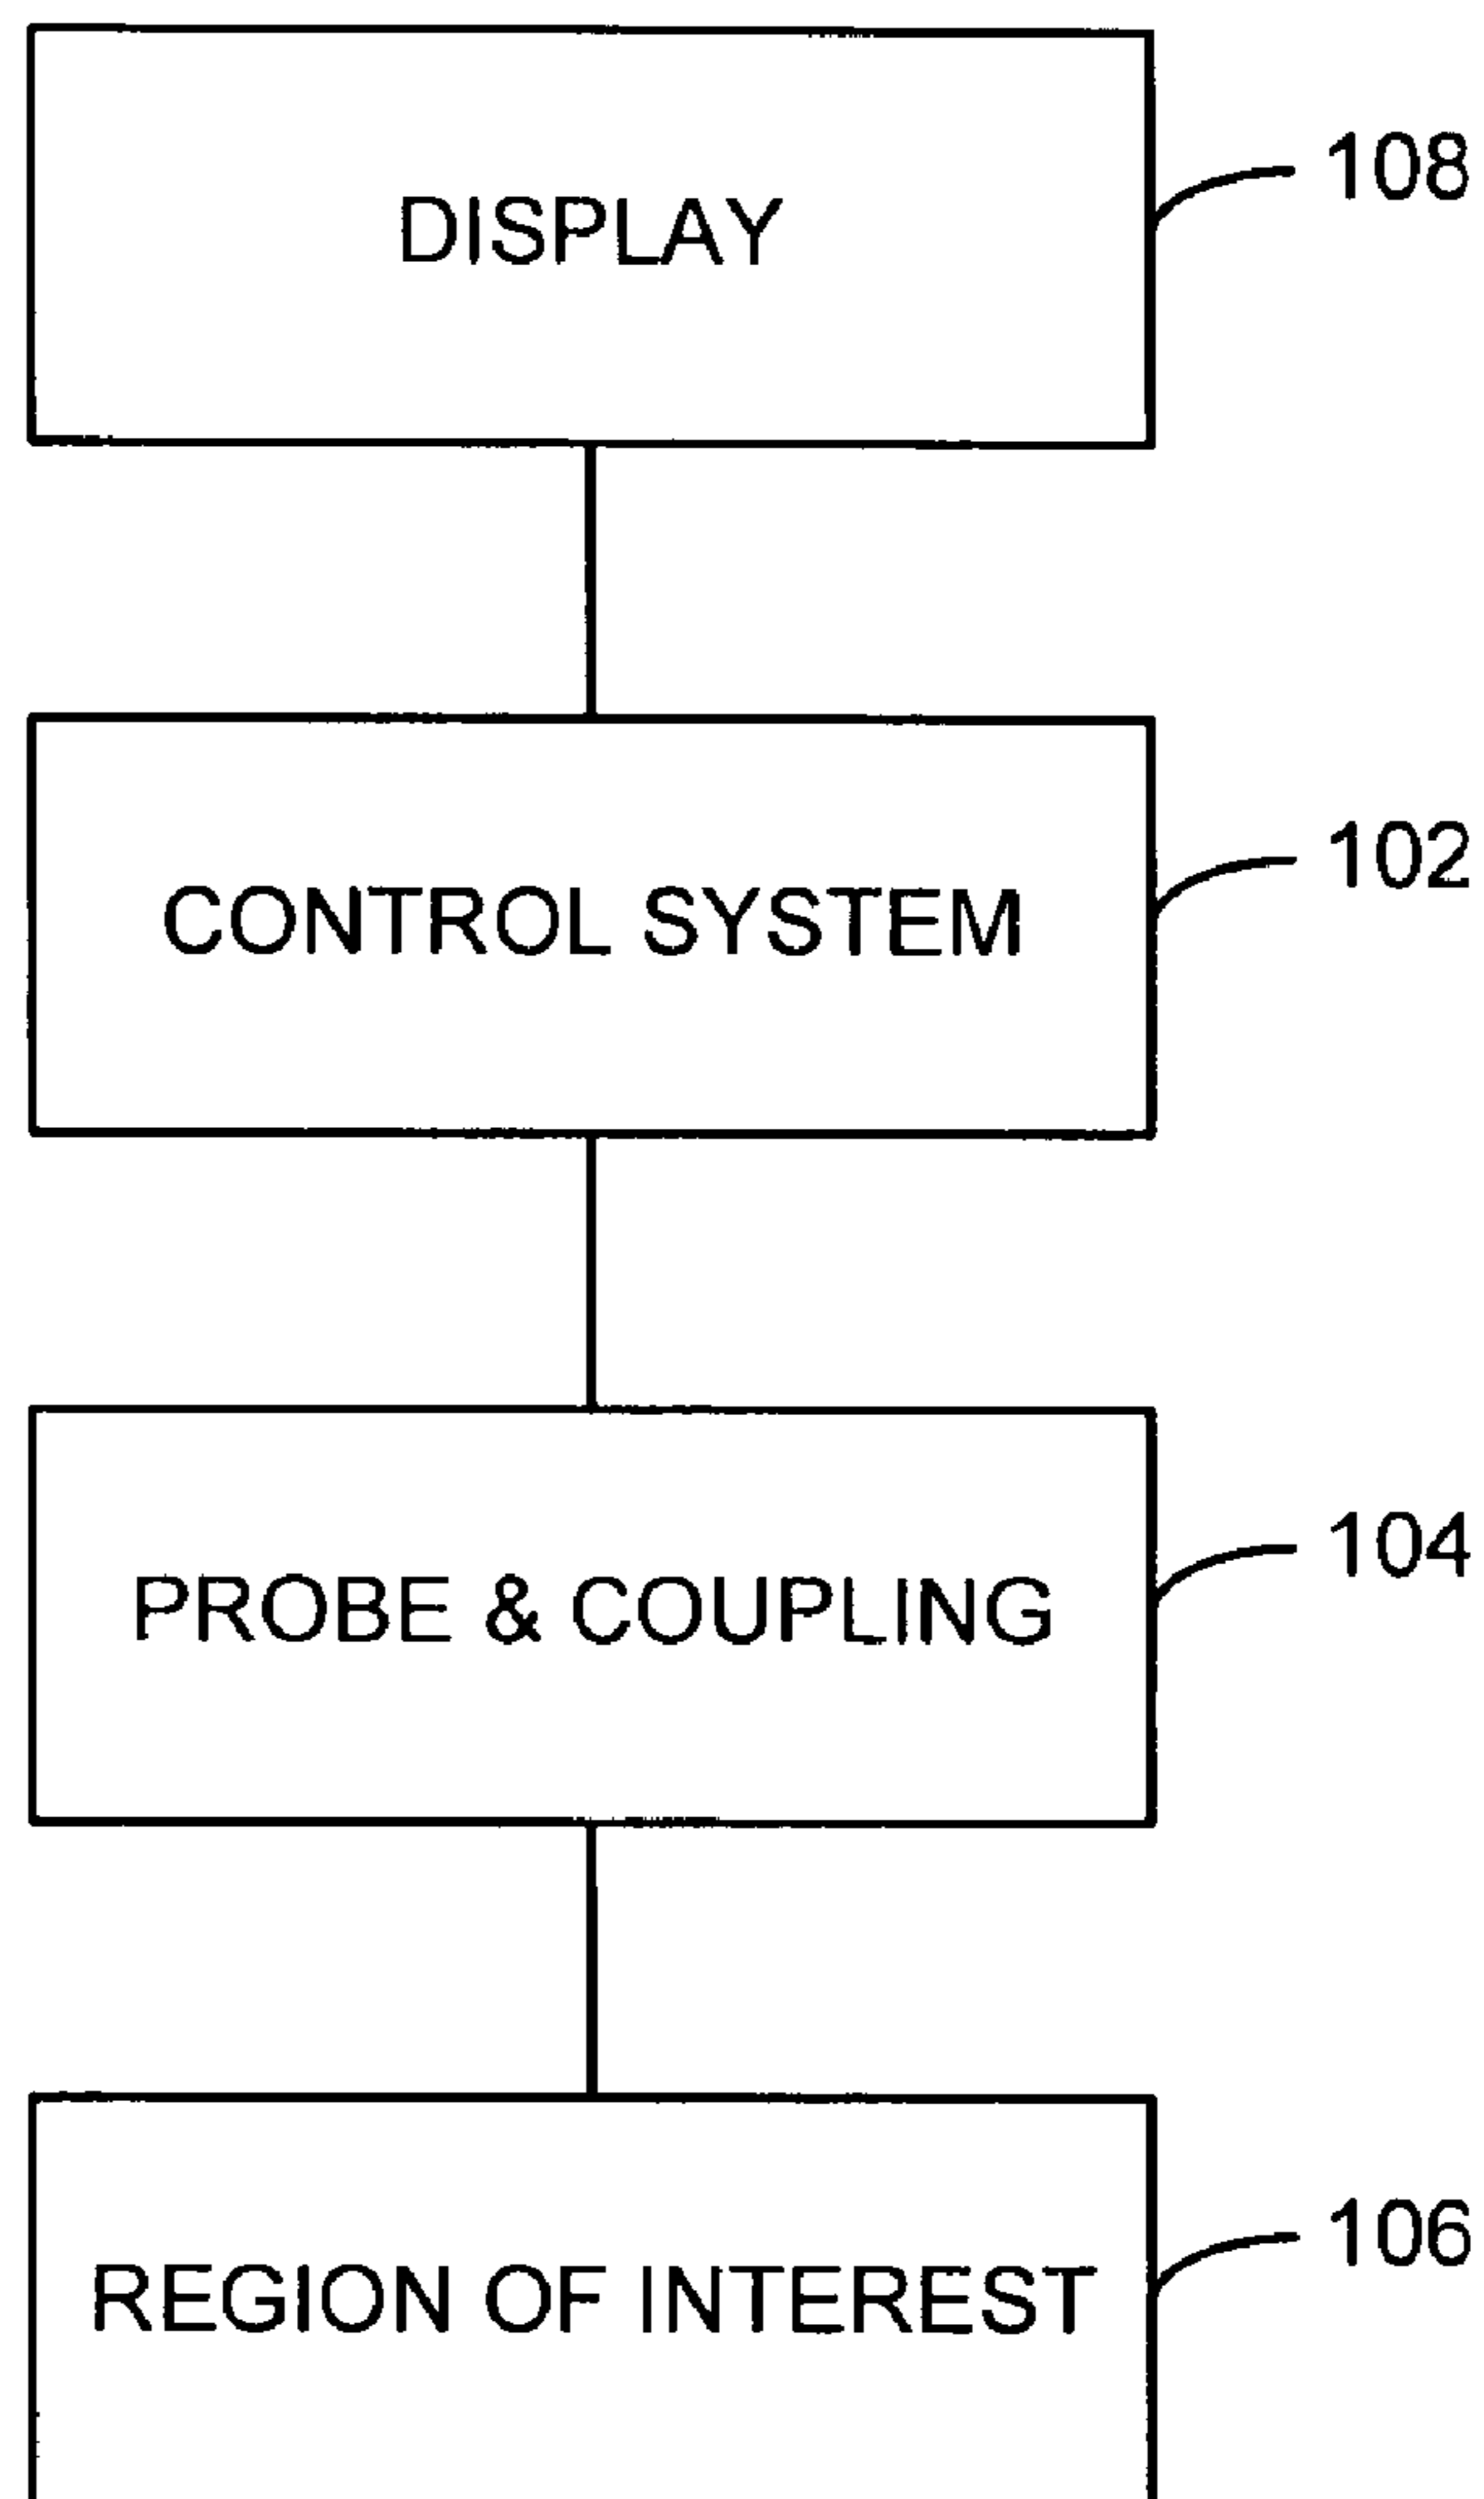 108
DISPLAY
102
CONTROL SYSTEM
104
PROBE & COUPLING
106
REGION OF INTEREST